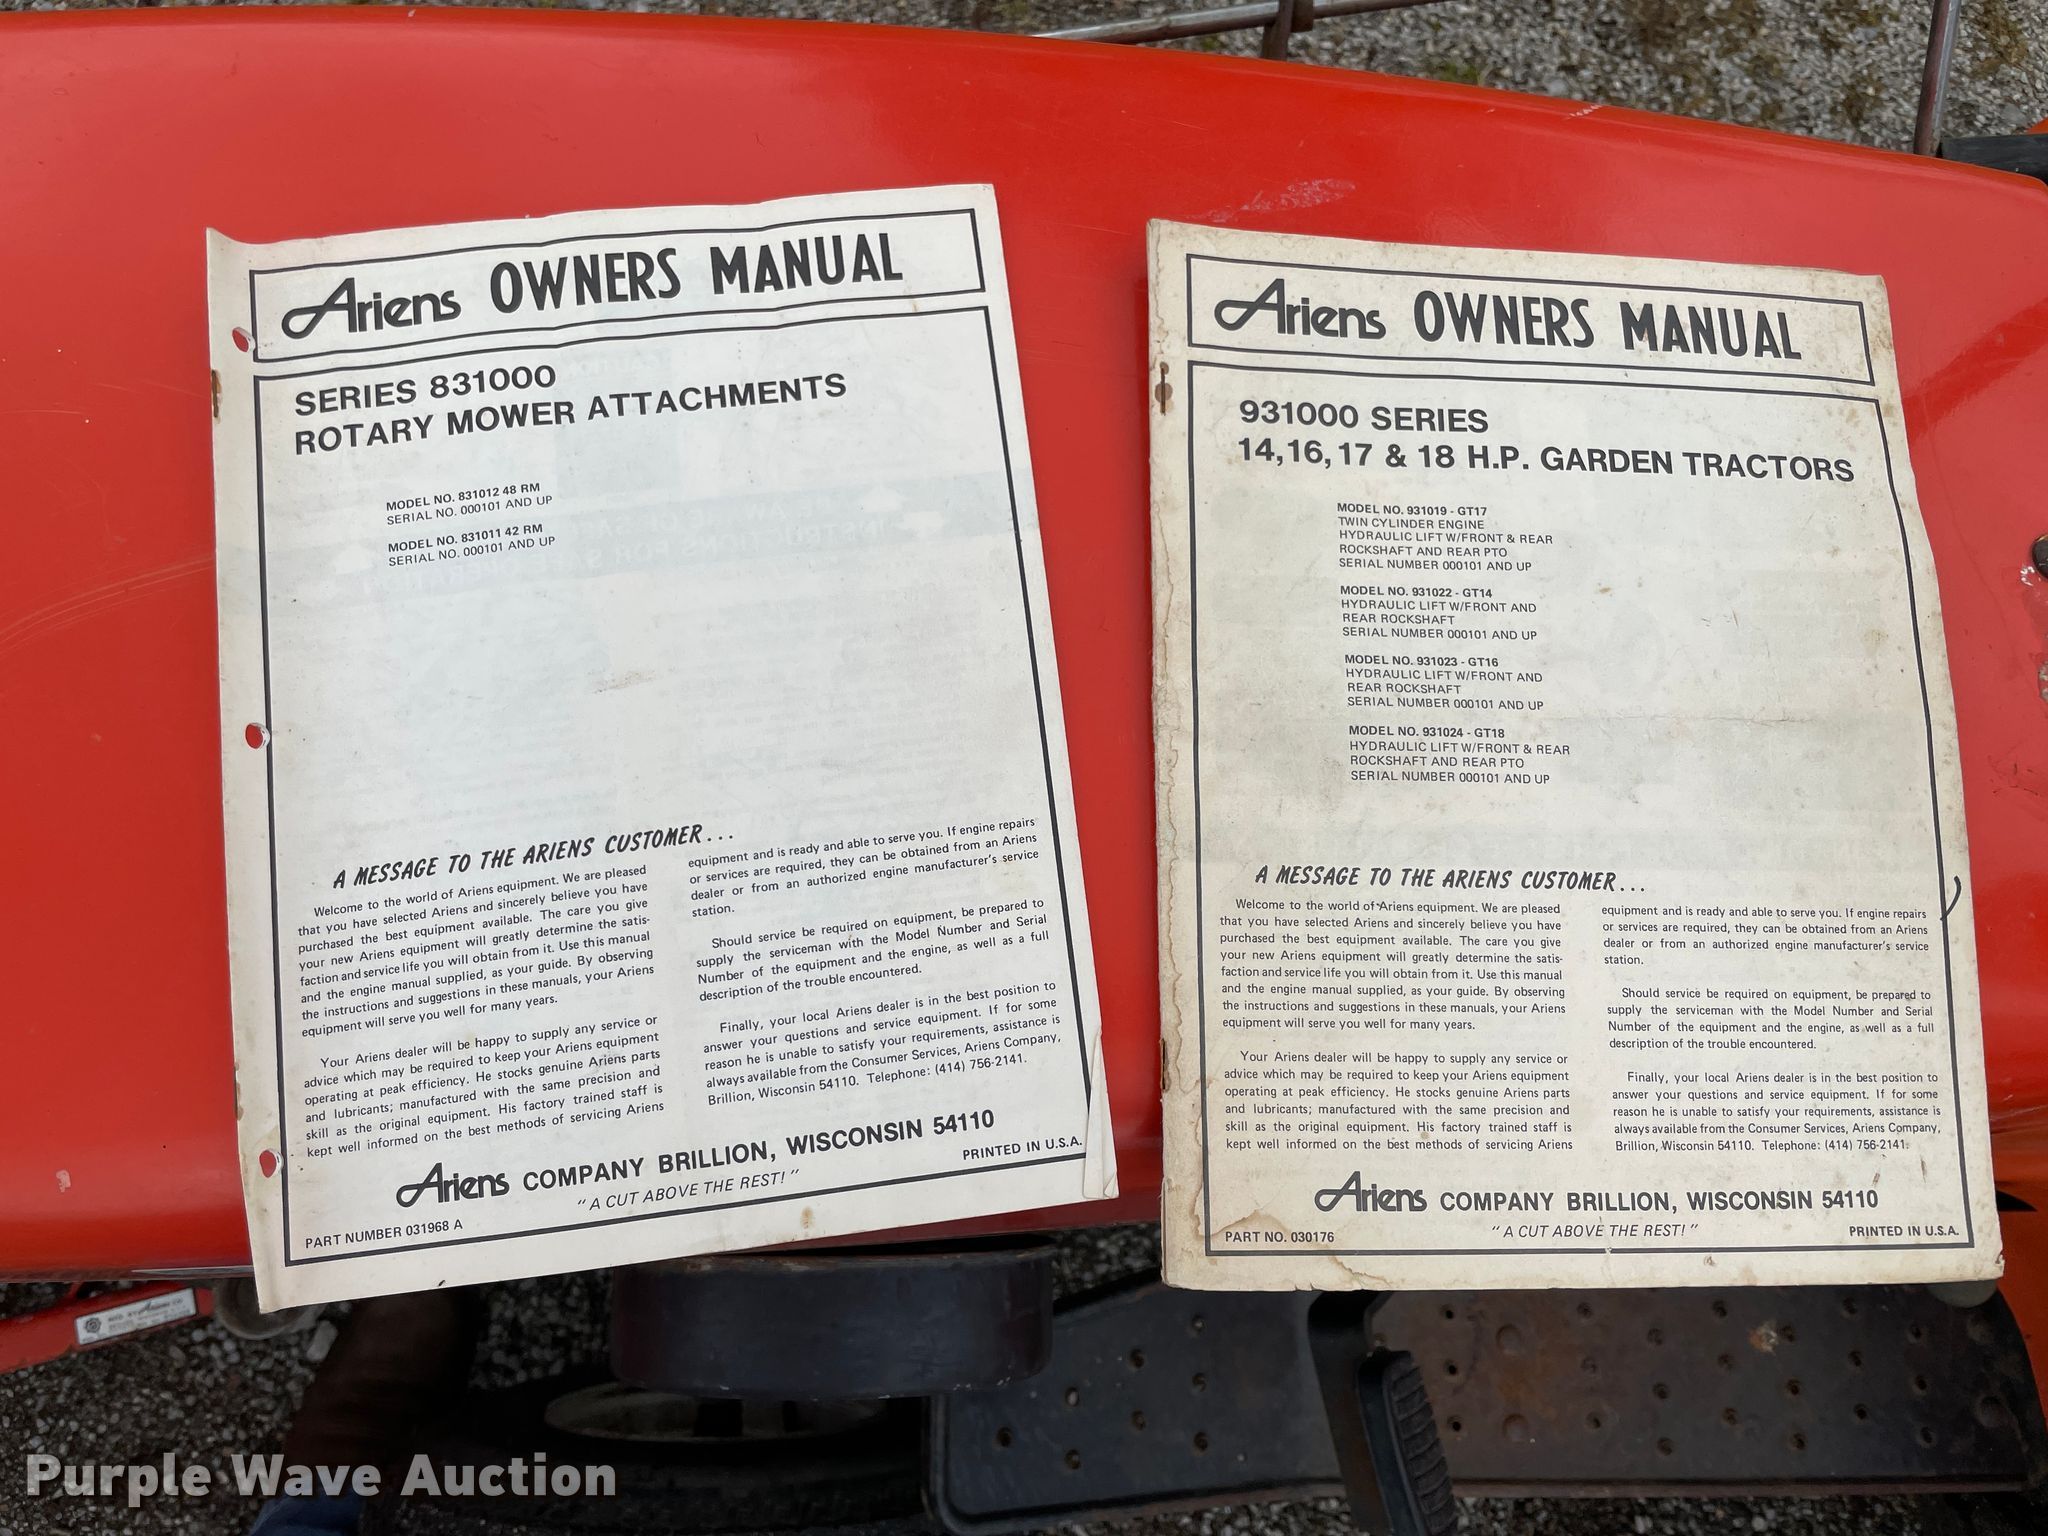 Ariens OWNERS MANUAL
SERIES 831000
ROTARY MOWER ATTACHMENTS
MODEL NO. 831012 48 RM
SERIAL NO. 000101 AND UP
MODEL NO. 831011 42 RM
SERIAL NO. 000101 AND UP
A MESSAGE TO THE ARIENS CUSTOMER...
Welcome to the world of Ariens equipment. We are pleased
that you have selected Ariens and sincerely believe you have
purchased the best equipment available. The care you give
your new Ariens equipment will greatly determine the satis-
faction and service life you will obtain from it. Use this manual
and the engine manual supplied, as your guide. By observing
the instructions and suggestions in these manuals, your Ariens
equipment will serve you well for many years.
Your Ariens dealer will be happy to supply any service or
advice which may be required to keep your Ariens equipment
operating at peak efficiency. He stocks genuine Ariens parts
and lubricants; manufactured with the same precision and
skill as the original equipment. His factory trained staff is
kept well informed on the best methods of servicing Ariens
equipment and is ready and able to serve you. If engine repairs
or services are required, they can be obtained from an Ariens
dealer or from an authorized engine manufacturer's service
station.
Should service be required on equipment, be prepared to
supply the serviceman with the Model Number and Serial
Number of the equipment and the engine, as well as a full
description of the trouble encountered.
Finally, your local Ariens dealer is in the best position to
answer your questions and service equipment. If for some
reason he is unable to satisfy your requirements, assistance is
always available from the Consumer Services, Ariens Company,
Brillion, Wisconsin 54110. Telephone: (414) 756-2141.
Ariens COMPANY BRILLION, WISCONSIN 54110
"A CUT ABOVE THE REST!"
PRINTED IN U.S.A.
PART NUMBER 031968 A
Ariens OWNERS MANUAL
931000 SERIES
14, 16, 17 & 18 H.P. GARDEN TRACTORS
MODEL NO. 931019 - GT17
TWIN CYLINDER ENGINE
HYDRAULIC LIFT W/FRONT & REAR
ROCKSHAFT AND REAR PTO
SERIAL NUMBER 000101 AND UP
MODEL NO. 931022 - GT14
HYDRAULIC LIFT W/FRONT AND
REAR ROCKSHAFT
SERIAL NUMBER 000101 AND UP
MODEL NO. 931023 - GT16
HYDRAULIC LIFT W/FRONT AND
REAR ROCKSHAFT
SERIAL NUMBER 000101 AND UP
MODEL NO. 931024 - GT18
HYDRAULIC LIFT W/FRONT & REAR
ROCKSHAFT AND REAR PTO
SERIAL NUMBER 000101 AND UP
A MESSAGE TO THE ARIENS CUSTOMER...
Welcome to the world of Ariens equipment. We are pleased
that you have selected Ariens and sincerely believe you have
purchased the best equipment available. The care you give
your new Ariens equipment will greatly determine the satis-
faction and service life you will obtain from it. Use this manual
and the engine manual supplied, as your guide. By observing
the instructions and suggestions in these manuals, your Ariens
equipment will serve you well for many years.
Your Ariens dealer will be happy to supply any service or
advice which may be required to keep your Ariens equipment
operating at peak efficiency. He stocks genuine Ariens parts
and lubricants; manufactured with the same precision and
skill as the original equipment. His factory trained staff is
kept well informed on the best methods of servicing Ariens
equipment and is ready and able to serve you. If engine repairs
or services are required, they can be obtained from an Ariens
dealer or from an authorized engine manufacturer's service
station.
Should service be required on equipment, be prepared to
supply the serviceman with the Model Number and Serial
Number of the equipment and the engine, as well as a full
description of the trouble encountered.
Finally, your local Ariens dealer is in the best position to
answer your questions and service equipment. If for some
reason he is unable to satisfy your requirements, assistance is
always available from the Consumer Services, Ariens Company,
Brillion, Wisconsin 54110. Telephone: (414) 756-2141.
Ariens COMPANY BRILLION, WISCONSIN 54110
"A CUT ABOVE THE REST!"
PART NO. 030176
PRINTED IN U.S.A.
Purple Wave Auction